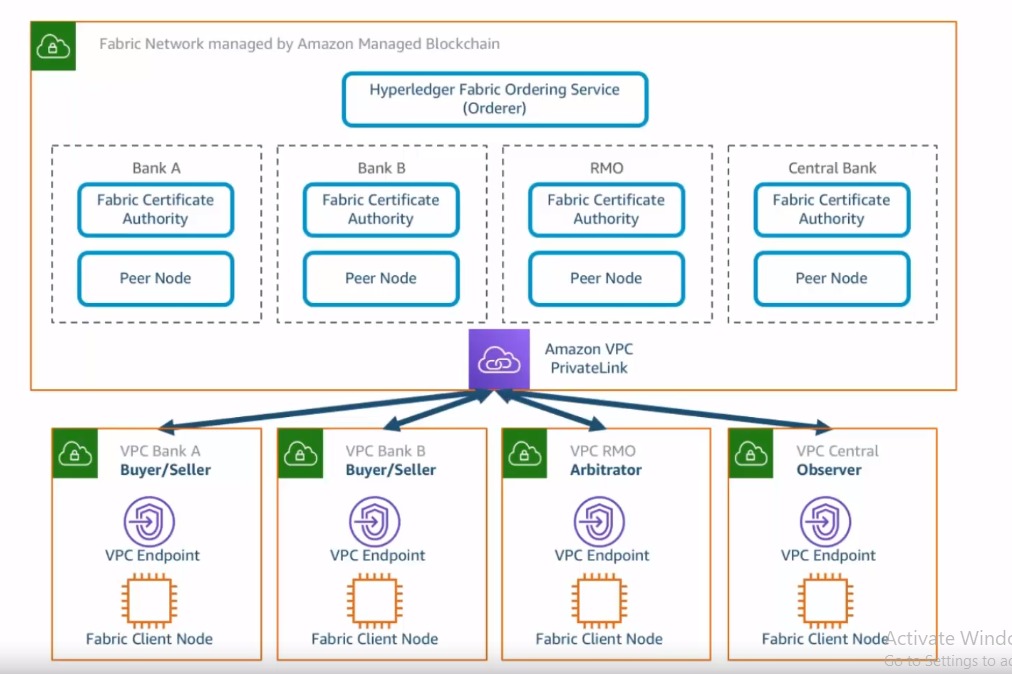 Fabric Network managed by Amazon Managed Blockchain
Hyperledger Fabric Ordering Service
(Orderer)
Bank A
Fabric Certificate
Authority
Peer Node
Bank B
Fabric Certificate
Authority
Peer Node
RMO
Fabric Certificate
Authority
Peer Node
Central Bank
Fabric Certificate
Authority
Peer Node
Amazon VPC
PrivateLink
VPC Bank A
Buyer/Seller
VPC Endpoint
Fabric Client Node
VPC Bank B
Buyer/Seller
VPC Endpoint
Fabric Client Node
VPC RMO
Arbitrator
VPC Endpoint
Fabric Client Node
VPC Central
Observer
VPC Endpoint
Fabric Client Node
Activate Windo
Go to Settings to ac